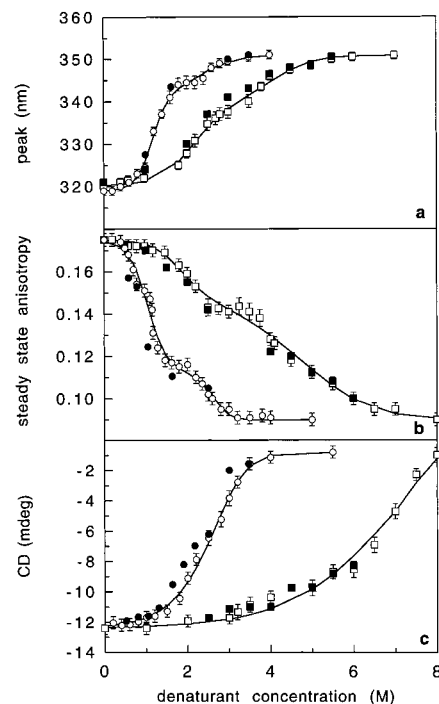 360
350
340
330
320
310
peak (nm)
a
0.16
0.14
0.12
0.10
steady state anisotropy
b
-2
-4
-6
-8
-10
-12
-14
CD (mdeg)
c
0 2 4 6 8
denaturant concentration (M)